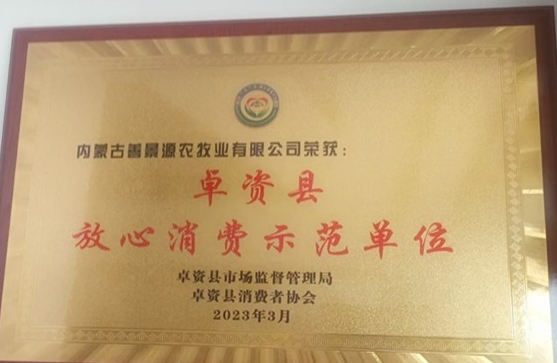 内蒙古善景源农牧业有限公司荣获：
卓资县
放心消费示范单位
卓资县市场监督管理局
卓资县消费者协会
2023年3月